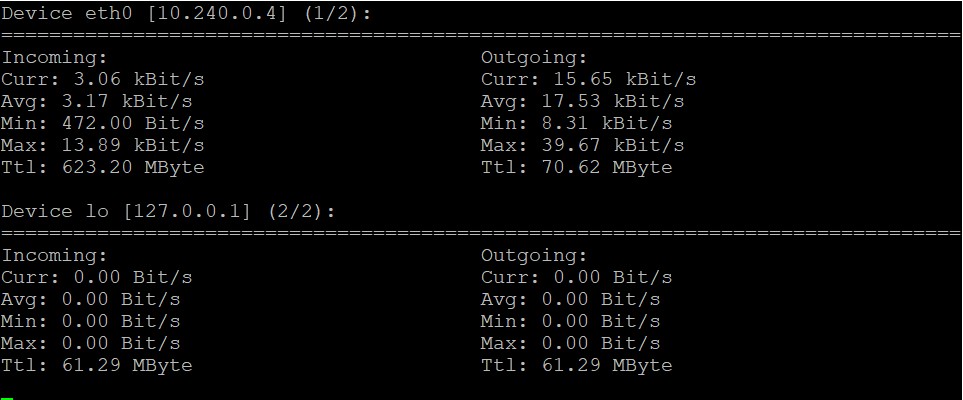 Device eth0 [10.240.0.4] (1/2):
================================================================================
Incoming:                               Outgoing:
Curr: 3.06 kBit/s                       Curr: 15.65 kBit/s
Avg: 3.17 kBit/s                        Avg: 17.53 kBit/s
Min: 472.00 Bit/s                       Min: 8.31 kBit/s
Max: 13.89 kBit/s                       Max: 39.67 kBit/s
Ttl: 623.20 MByte                       Ttl: 70.62 MByte

Device lo [127.0.0.1] (2/2):
================================================================================
Incoming:                               Outgoing:
Curr: 0.00 Bit/s                        Curr: 0.00 Bit/s
Avg: 0.00 Bit/s                         Avg: 0.00 Bit/s
Min: 0.00 Bit/s                         Min: 0.00 Bit/s
Max: 0.00 Bit/s                         Max: 0.00 Bit/s
Ttl: 61.29 MByte                        Ttl: 61.29 MByte